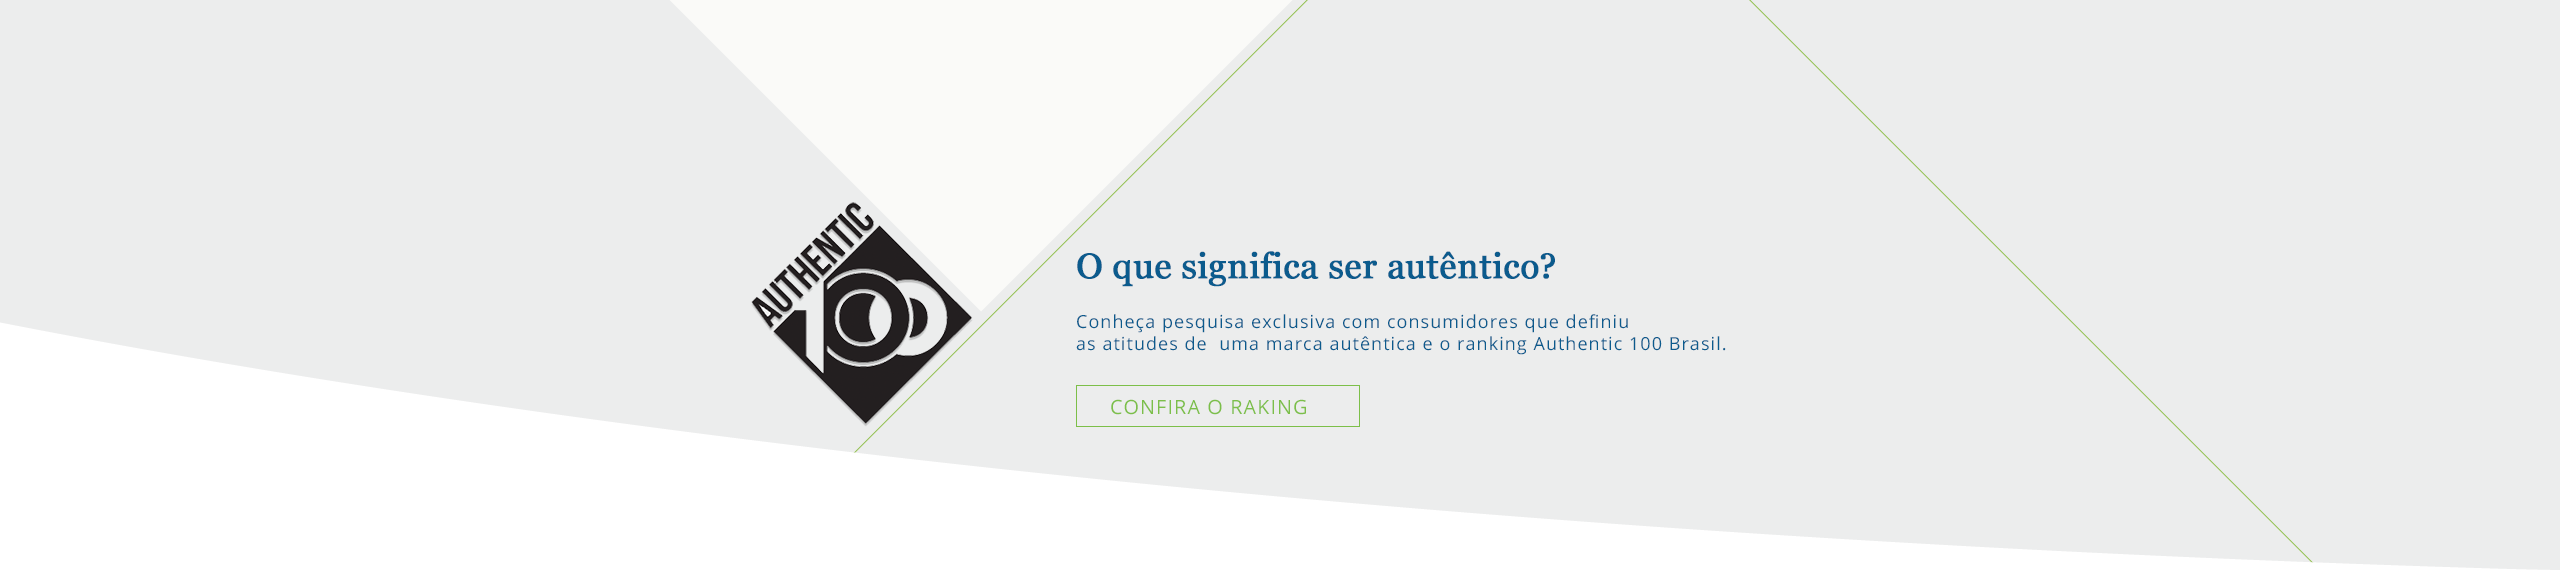 AUTHENTIC
100
O que significa ser autêntico?
Conheça pesquisa exclusiva com consumidores que definiu
as atitudes de  uma marca autêntica e o ranking Authentic 100 Brasil.
CONFIRA O RAKING